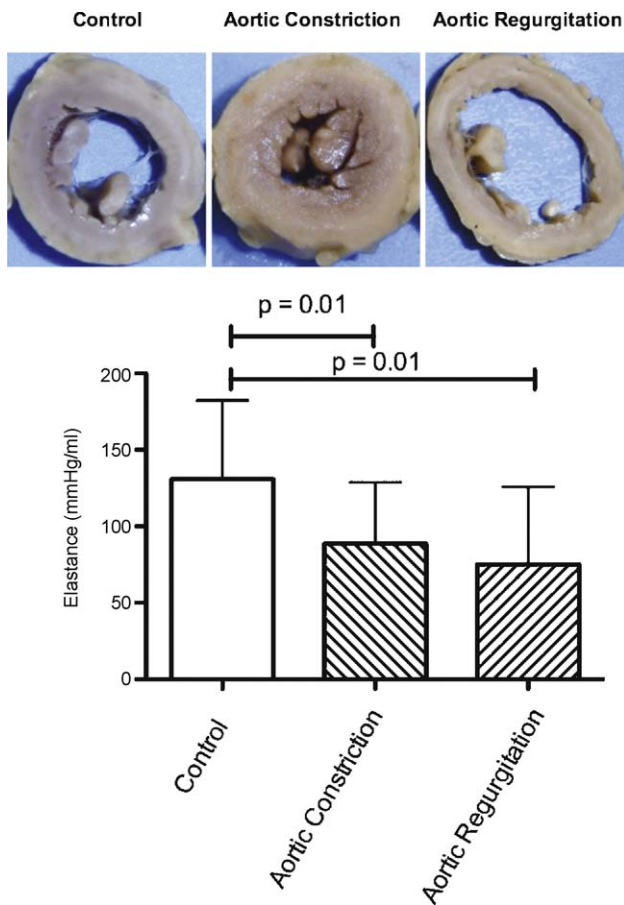 Control Aortic Constriction Aortic Regurgitation
p = 0.01
p = 0.01
200
150
100
50
0
Elastance (mmHg/ml)
Control
Aortic Constriction
Aortic Regurgitation